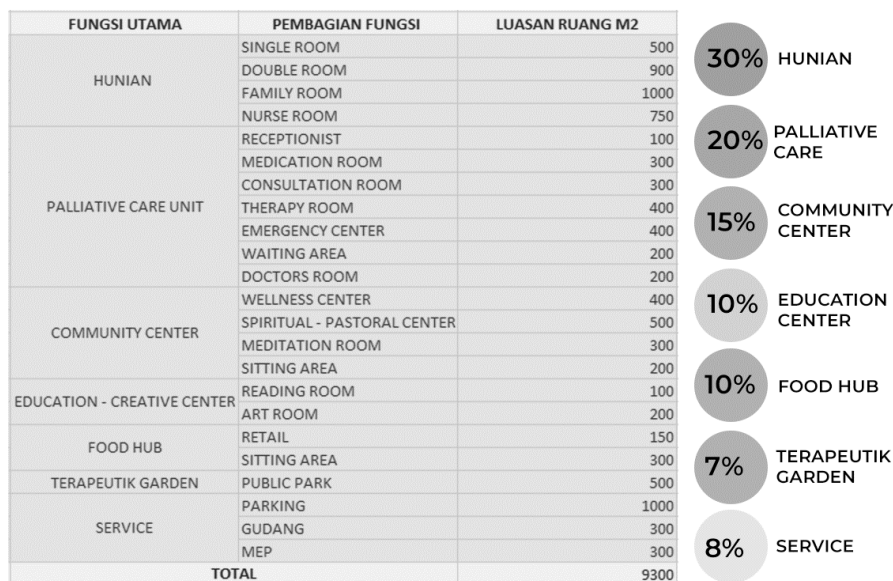 FUNGSI UTAMA PEMBAGIAN FUNGSI LUASAN RUANG M2
HUNIAN
SINGLE ROOM 500
DOUBLE ROOM 900
FAMILY ROOM 1000
NURSE ROOM 750
PALLIATIVE CARE UNIT
RECEPTIONIST 100
MEDICATION ROOM 300
CONSULTATION ROOM 300
THERAPY ROOM 400
EMERGENCY CENTER 400
WAITING AREA 200
DOCTORS ROOM 200
COMMUNITY CENTER
WELLNESS CENTER 400
SPIRITUAL - PASTORAL CENTER 500
MEDITATION ROOM 300
SITTING AREA 200
EDUCATION - CREATIVE CENTER
READING ROOM 100
ART ROOM 200
FOOD HUB
RETAIL 150
SITTING AREA 300
TERAPEUTIK GARDEN PUBLIC PARK 500
SERVICE
PARKING 1000
GUDANG 300
MEP 300
TOTAL 9300
30% HUNIAN
20% PALLIATIVE
CARE
15% COMMUNITY
CENTER
10% EDUCATION
CENTER
10% FOOD HUB
7% TERAPEUTIK
GARDEN
8% SERVICE